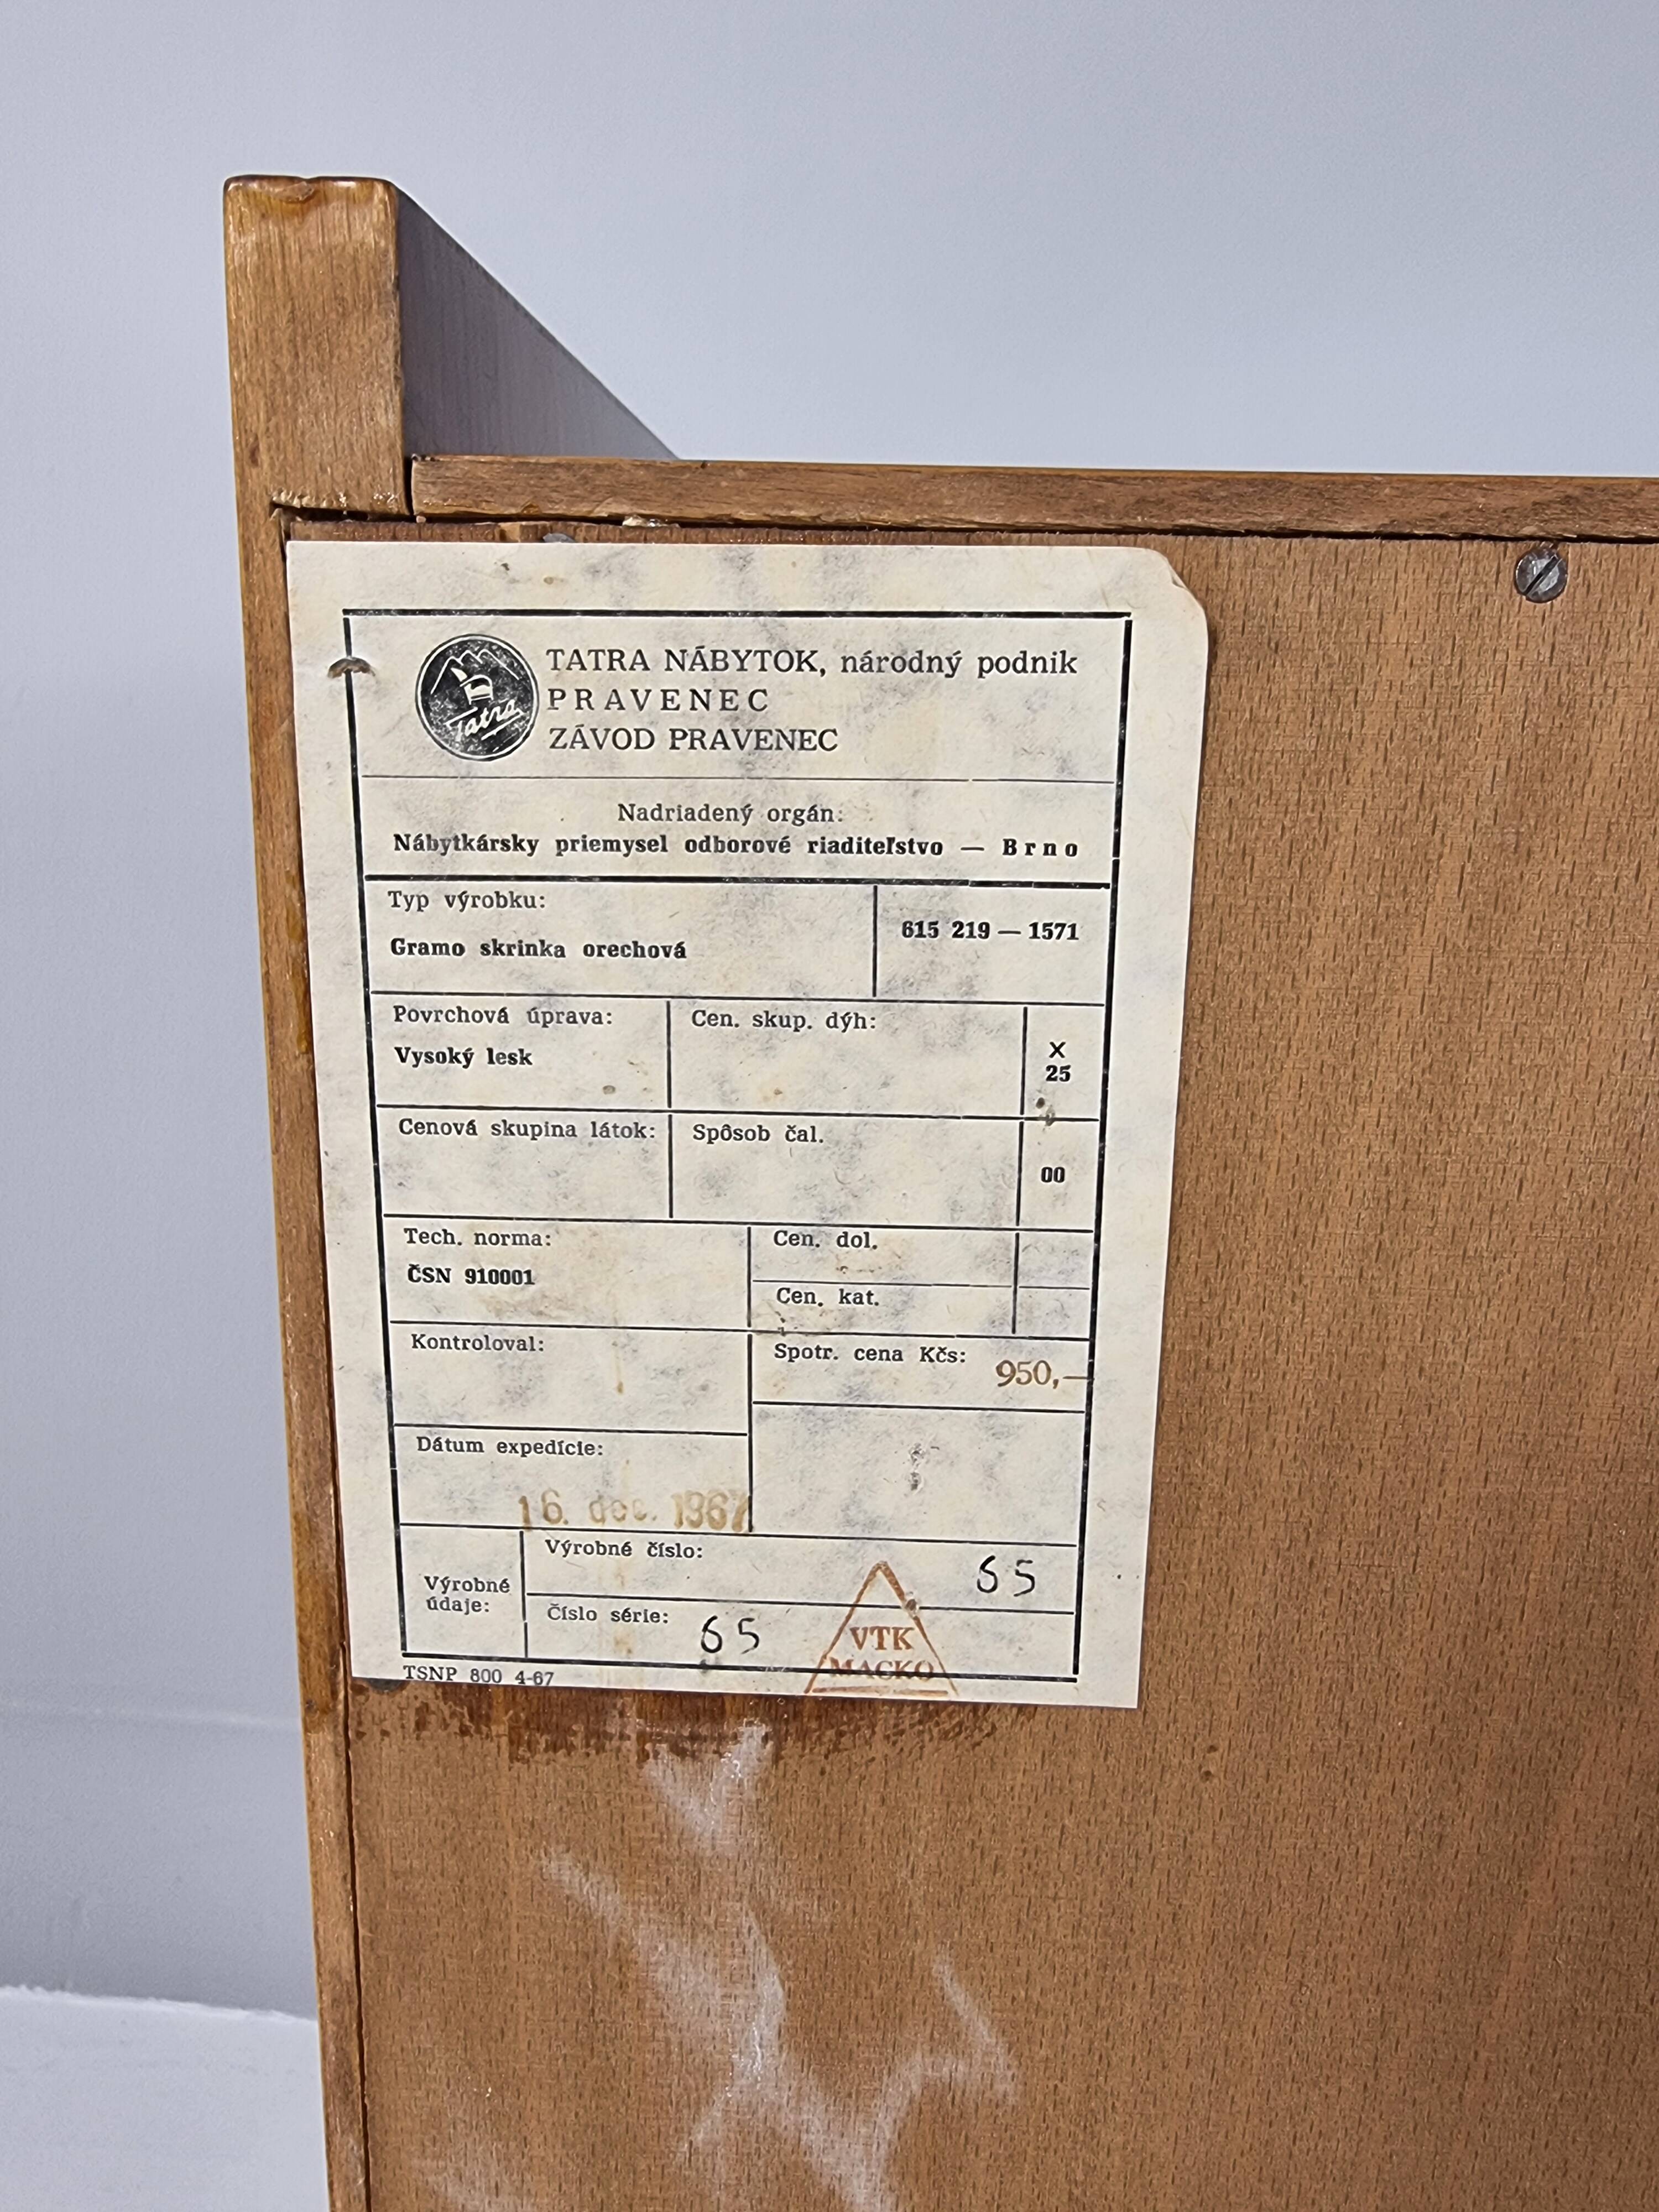 Tatra
TATRA NÁBYTOK, národný podnik
PRAVENEC
ZÁVOD PRAVENEC
Nadriadený orgán:
Nábytkársky priemysel odborové riaditeľstvo — Brno
Typ výrobku:
Gramo skrinka orechová
615 219 — 1571
Povrchová úprava:
Vysoký lesk
Cen. skup. dýh:
X
25
Cenová skupina látok:
Spôsob čal.
00
Tech. norma:
ČSN 910001
Cen. dol.
Cen. kat.
Kontroloval:
Spotr. cena Kčs: 950,—
Dátum expedície:
16. dec. 1967
Výrobné údaje:
Výrobné číslo: 65
Číslo série: 65
VTK
MACKO
TSNP 800 4-67